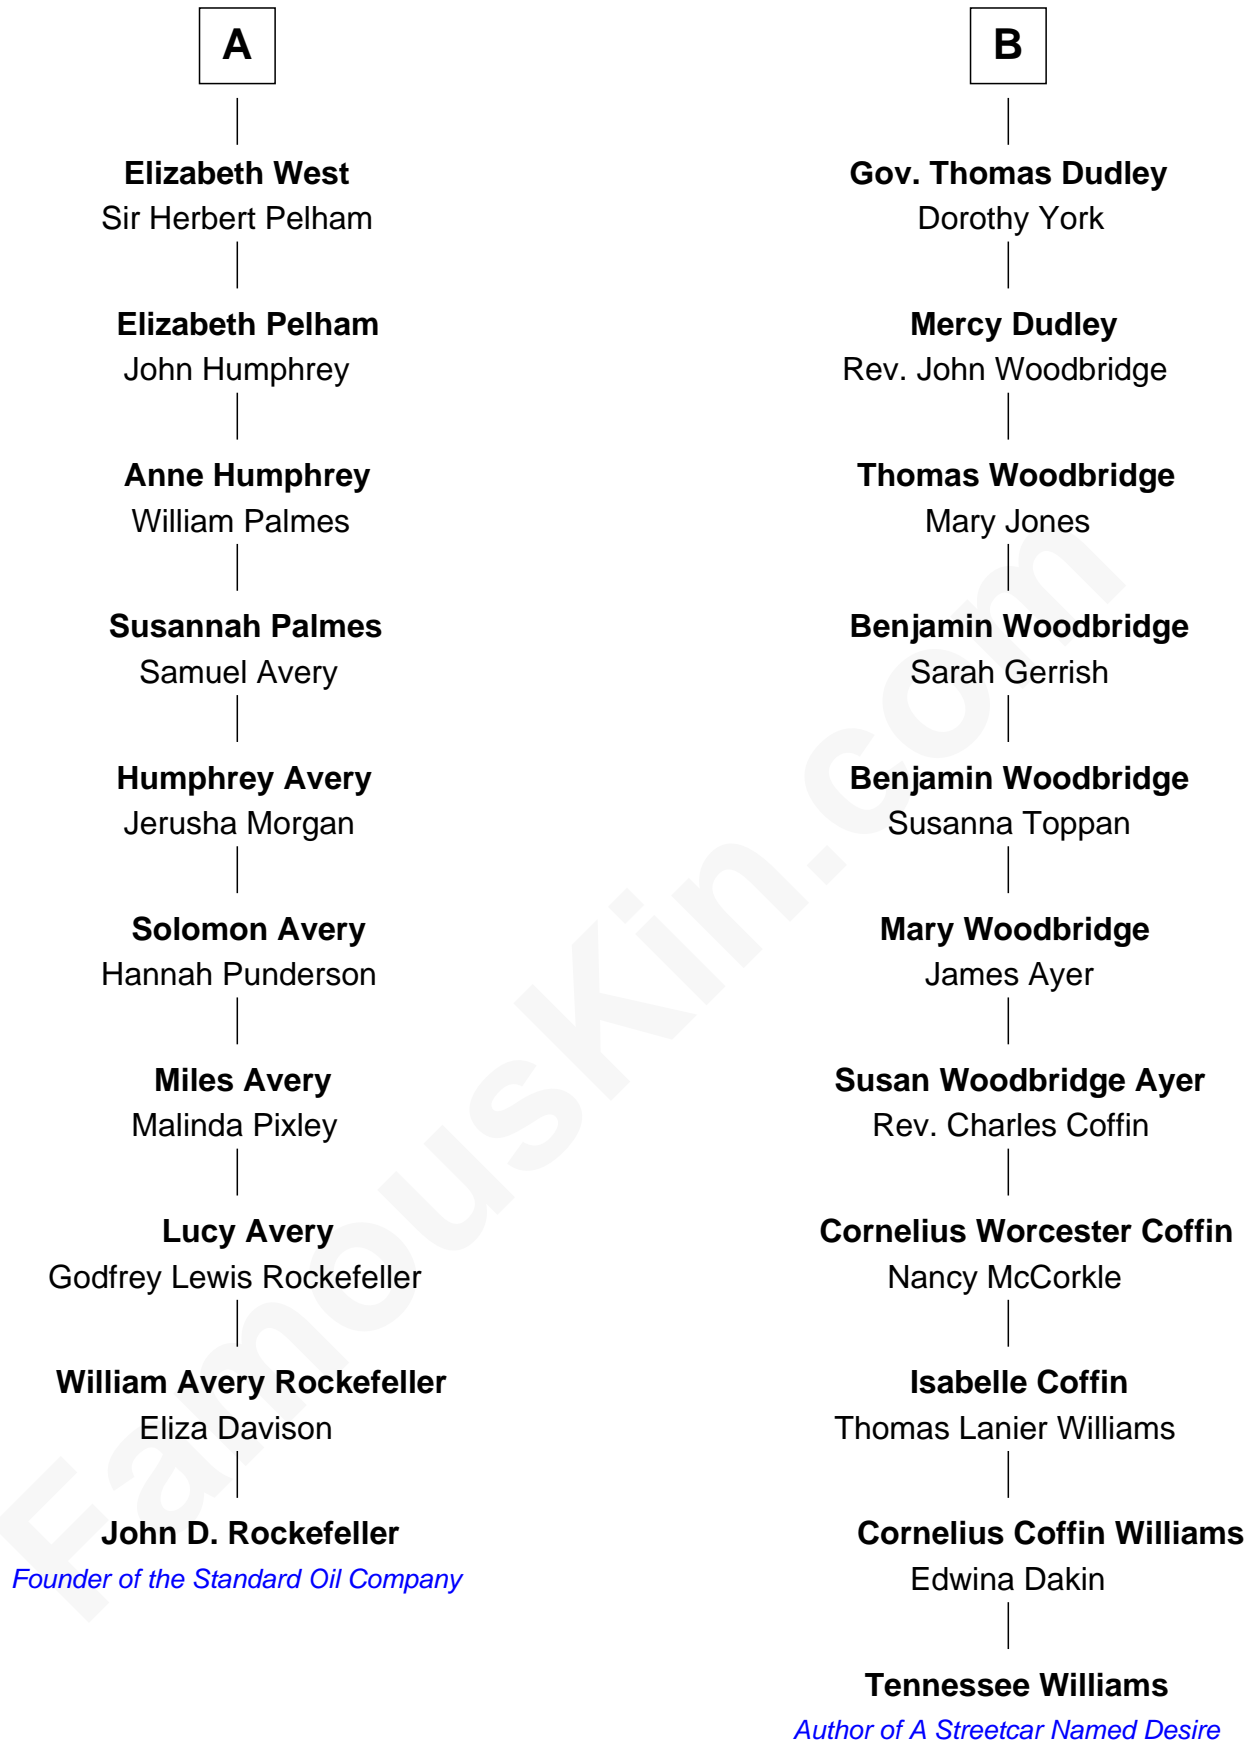 A
Elizabeth West
Sir Herbert Pelham
Elizabeth Pelham
John Humphrey
Anne Humphrey
William Palmes
Susannah Palmes
Samuel Avery
Humphrey Avery
Jerusha Morgan
Solomon Avery
Hannah Punderson
Miles Avery
Malinda Pixley
Lucy Avery
Godfrey Lewis Rockefeller
William Avery Rockefeller
Eliza Davison
John D. Rockefeller
Founder of the Standard Oil Company
B
Gov. Thomas Dudley
Dorothy York
Mercy Dudley
Rev. John Woodbridge
Thomas Woodbridge
Mary Jones
Benjamin Woodbridge
Sarah Gerrish
Benjamin Woodbridge
Susanna Toppan
Mary Woodbridge
James Ayer
Susan Woodbridge Ayer
Rev. Charles Coffin
Cornelius Worcester Coffin
Nancy McCorkle
Isabelle Coffin
Thomas Lanier Williams
Cornelius Coffin Williams
Edwina Dakin
Tennessee Williams
Author of A Streetcar Named Desire
FamousKin.com